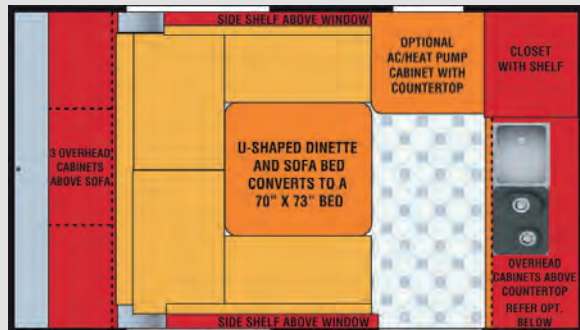 SIDE SHELF ABOVE WINDOW
OPTIONAL
AC/HEAT PUMP
CABINET WITH
COUNTERTOP
CLOSET
WITH SHELF
3 OVERHEAD
CABINETS
ABOVE SOFA
U-SHAPED DINETTE
AND SOFA BED
CONVERTS TO A
70" X 73" BED
OVERHEAD
CABINETS ABOVE
COUNTERTOP
REFER OPT.
BELOW
SIDE SHELF ABOVE WINDOW